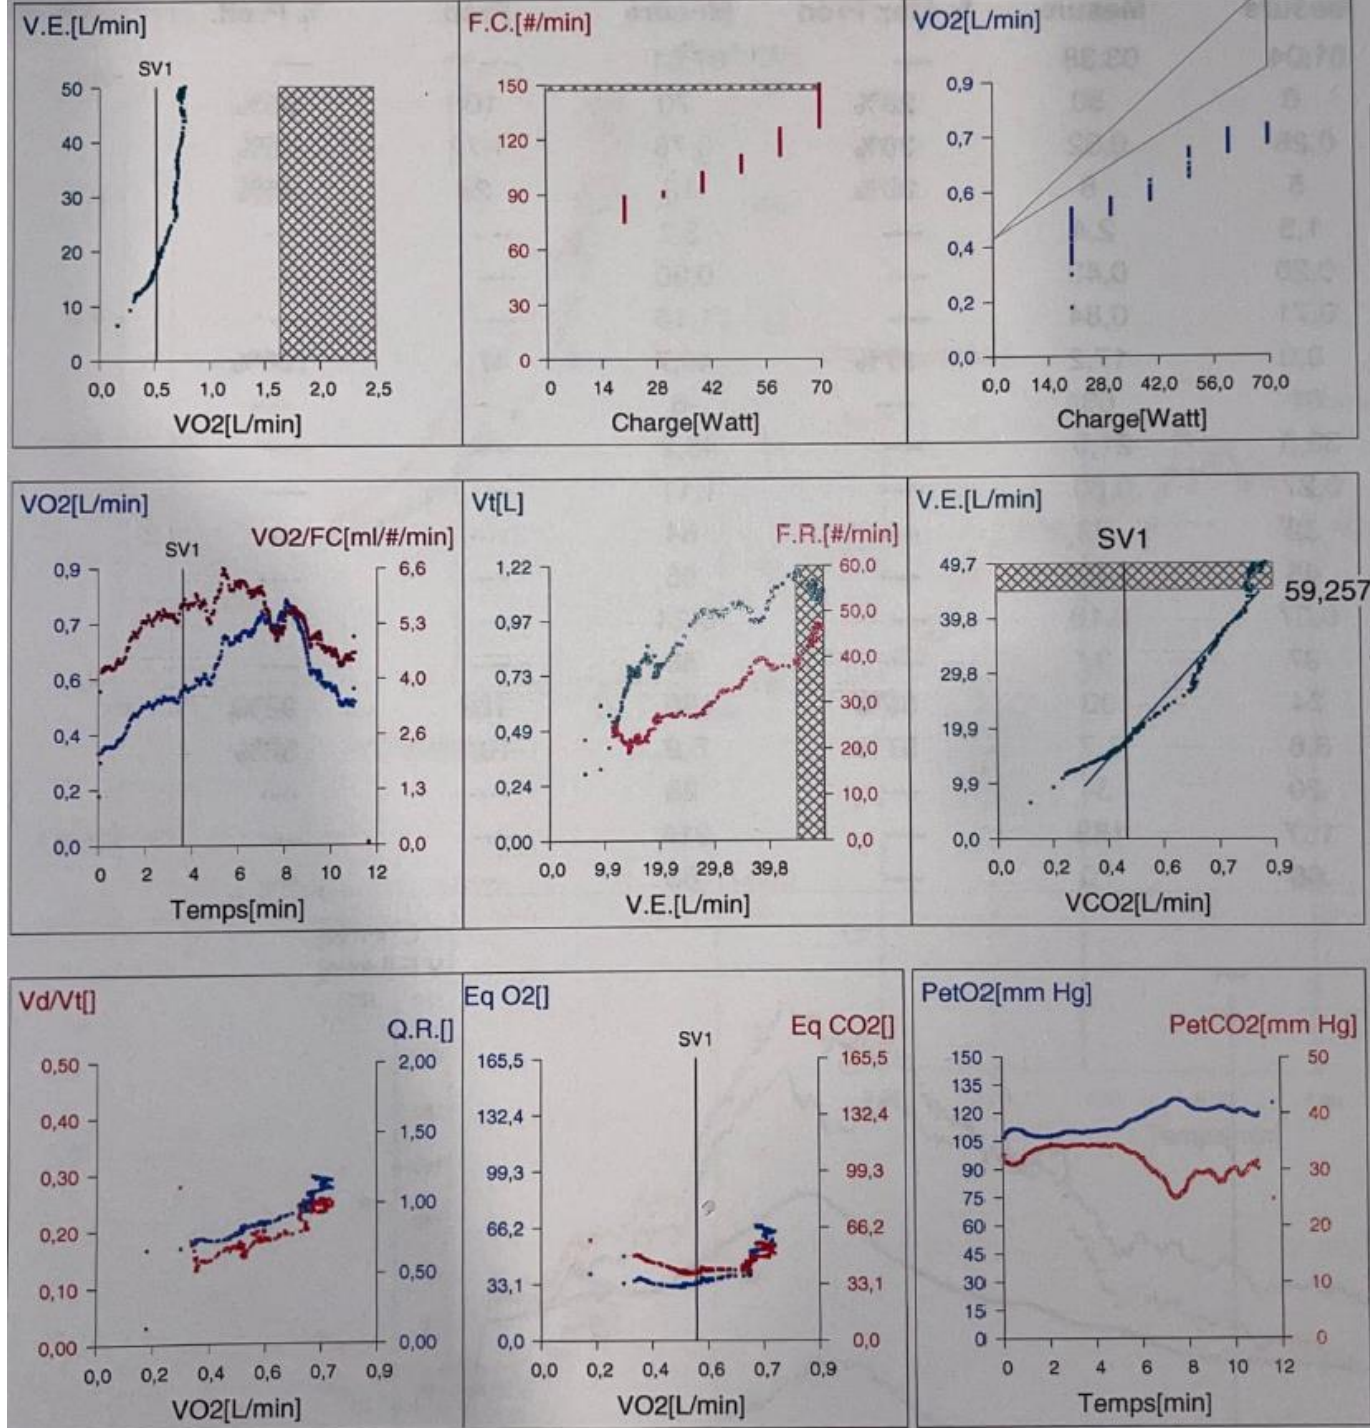 V.E.[L/min]
SV1
50
40
30
20
10
0
0,0 0,5 1,0 1,5 2,0 2,5
VO2[L/min]
F.C.[#/min]
150
120
90
60
30
0
0 14 28 42 56 70
Charge[Watt]
VO2[L/min]
0,9
0,7
0,6
0,4
0,2
0,0
0,0 14,0 28,0 42,0 56,0 70,0
Charge[Watt]
VO2[L/min]
VO2/FC[ml/#/min]
SV1
0,9
0,7
0,6
0,4
0,2
0,0
6,6
5,3
4,0
2,6
1,3
0,0
0 2 4 6 8 10 12
Temps[min]
Vt[L]
F.R.[#/min]
1,22
0,97
0,73
0,49
0,24
0,00
60,0
50,0
40,0
30,0
20,0
10,0
0,0
0,0 9,9 19,9 29,8 39,8
V.E.[L/min]
V.E.[L/min]
SV1
49,7
59,257
39,8
29,8
19,9
9,9
0,0
0,0 0,2 0,4 0,6 0,7 0,9
VCO2[L/min]
Vd/Vt[]
Q.R.[]
0,50
0,40
0,30
0,20
0,10
0,00
2,00
1,50
1,00
0,50
0,00
0,0 0,2 0,4 0,6 0,7 0,9
VO2[L/min]
Eq O2[]
Eq CO2[]
SV1
165,5
132,4
99,3
66,2
33,1
0,0
165,5
132,4
99,3
66,2
33,1
0,0
0,0 0,2 0,4 0,6 0,7 0,9
VO2[L/min]
PetO2[mm Hg]
PetCO2[mm Hg]
150
135
120
105
90
75
60
45
30
15
0
50
40
30
20
10
0
0 2 4 6 8 10 12
Temps[min]